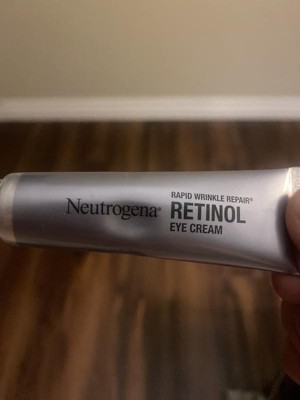 Neutrogena®
RAPID WRINKLE REPAIR®
RETINOL
EYE CREAM